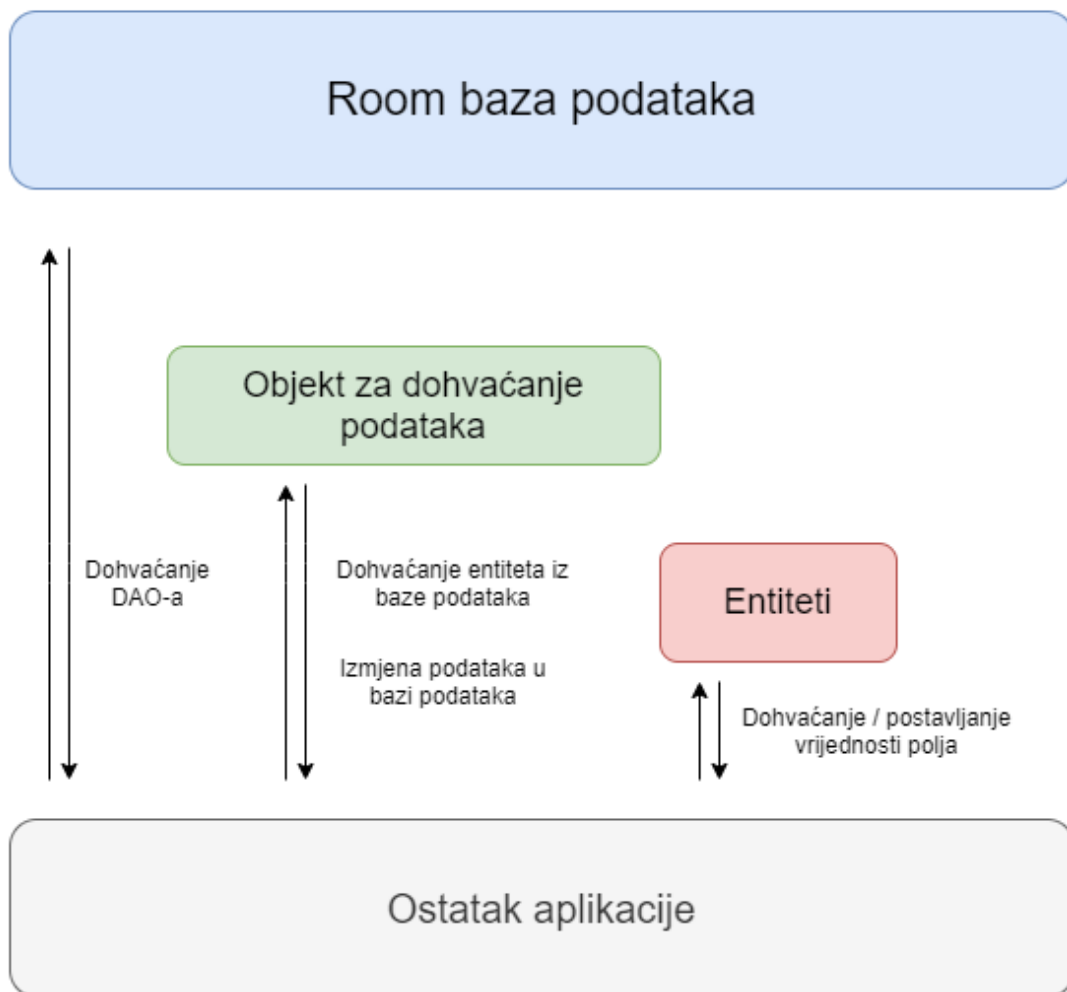 Room baza podataka
Objekt za dohvaćanje
podataka
Dohvaćanje
DAO-a
Dohvaćanje entiteta iz
baze podataka
Izmjena podataka u
bazi podataka
Entiteti
Dohvaćanje / postavljanje
vrijednosti polja
Ostatak aplikacije